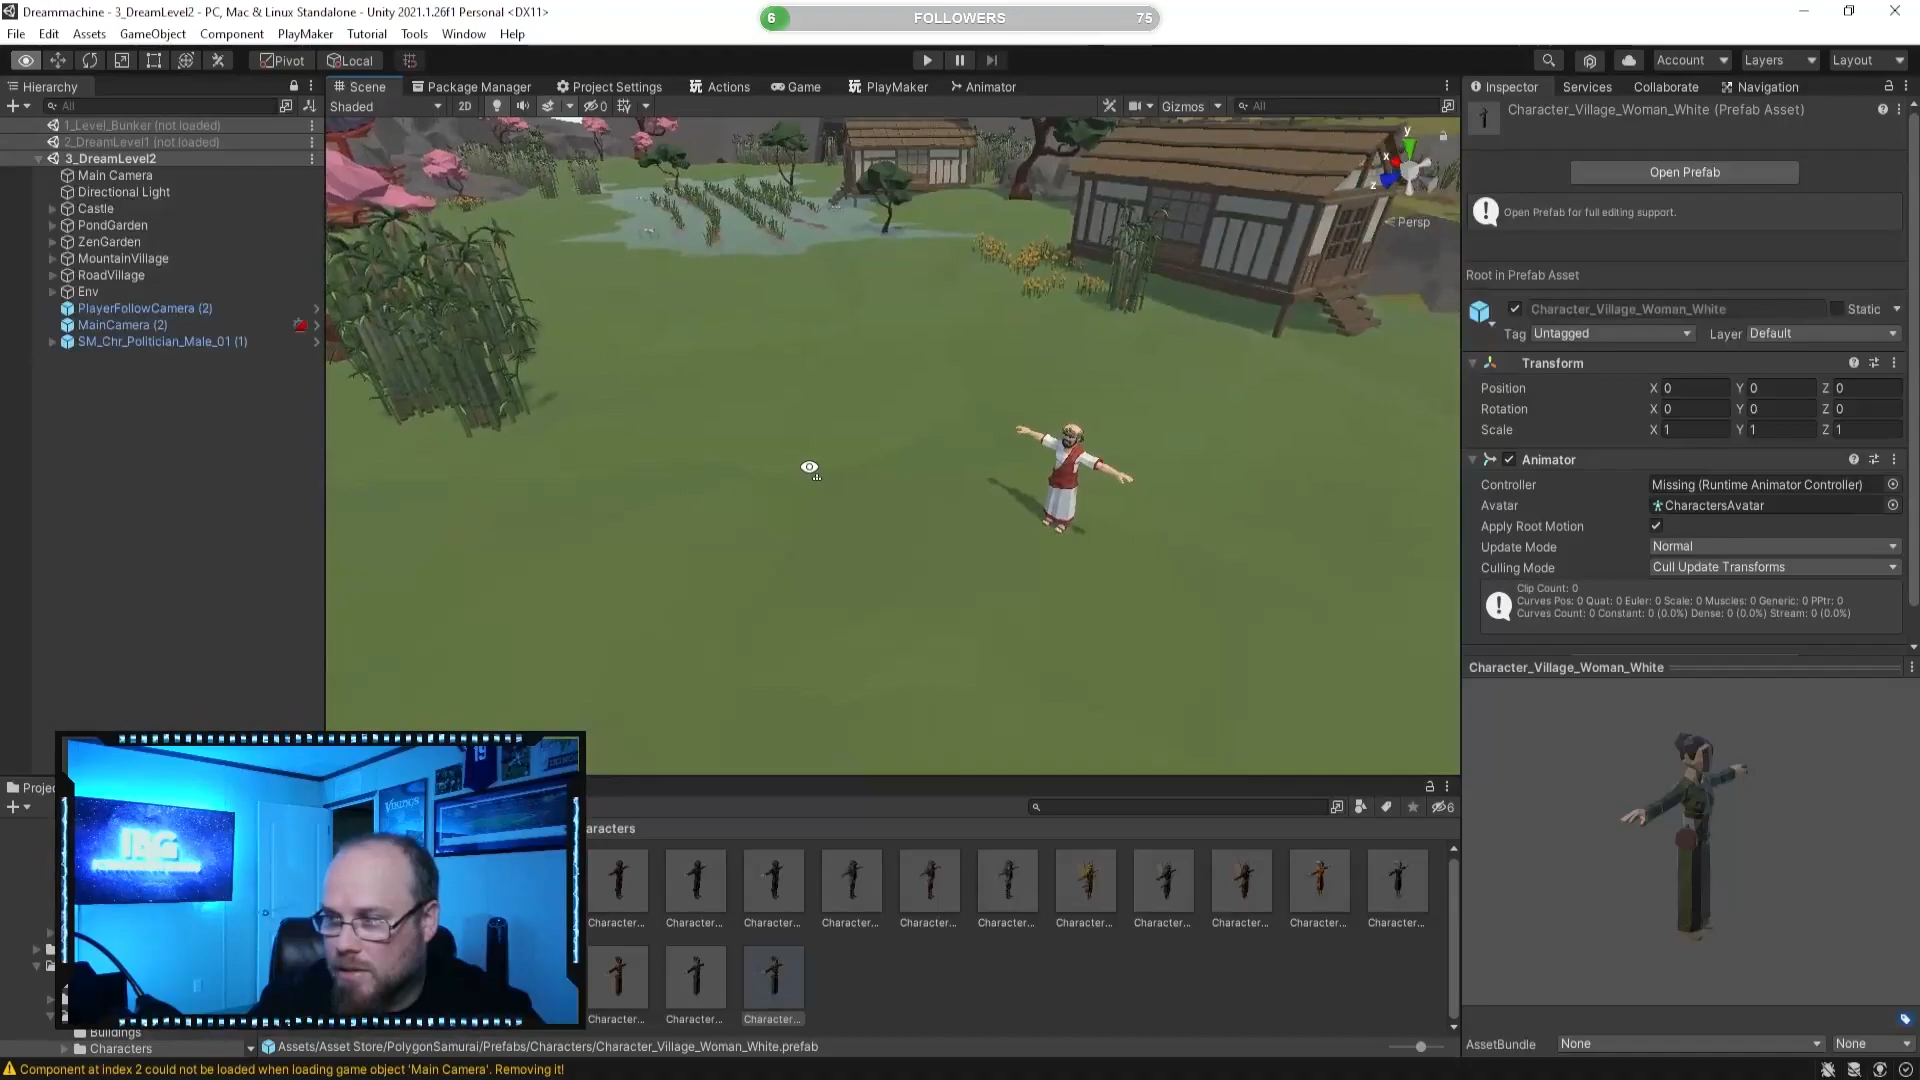 Dreammachine - 3_DreamLevel2 - PC, Mac & Linux Standalone - Unity 2021.1.26f1 Personal <DX11>
6 FOLLOWERS 75
File Edit Assets GameObject Component PlayMaker Tutorial Tools Window Help
Pivot Local
Account Layers Layout
Hierarchy
All
1_Level_Bunker (not loaded)
2_DreamLevel1 (not loaded)
3_DreamLevel2
Main Camera
Directional Light
Castle
PondGarden
ZenGarden
MountainVillage
RoadVillage
Env
PlayerFollowCamera (2)
MainCamera (2)
SM_Chr_Politician_Male_01 (1)
Scene Package Manager Project Settings Actions Game PlayMaker Animator
Shaded 2D 0 Gizmos All
y
x
z
Persp
Inspector Services Collaborate Navigation
Character_Village_Woman_White (Prefab Asset)
Open Prefab
Open Prefab for full editing support.
Root in Prefab Asset
Character_Village_Woman_White Static
Tag Untagged Layer Default
Transform
Position X 0 Y 0 Z 0
Rotation X 0 Y 0 Z 0
Scale X 1 Y 1 Z 1
Animator
Controller Missing (Runtime Animator Controller)
Avatar CharactersAvatar
Apply Root Motion
Update Mode Normal
Culling Mode Cull Update Transforms
Clip Count: 0
Curves Pos: 0 Quat: 0 Euler: 0 Scale: 0 Muscles: 0 Generic: 0 PPtr: 0
Curves Count: 0 Constant: 0 (0.0%) Dense: 0 (0.0%) Stream: 0 (0.0%)
Character_Village_Woman_White
AssetBundle None None
Projec
6
aracters
Character... Character... Character... Character... Character... Character... Character... Character... Character... Character... Character...
Character... Character... Character...
Buildings
Characters
Assets/Asset Store/PolygonSamurai/Prefabs/Characters/Character_Village_Woman_White.prefab
Component at index 2 could not be loaded when loading game object 'Main Camera'. Removing it!
19
VIKINGS
IBG